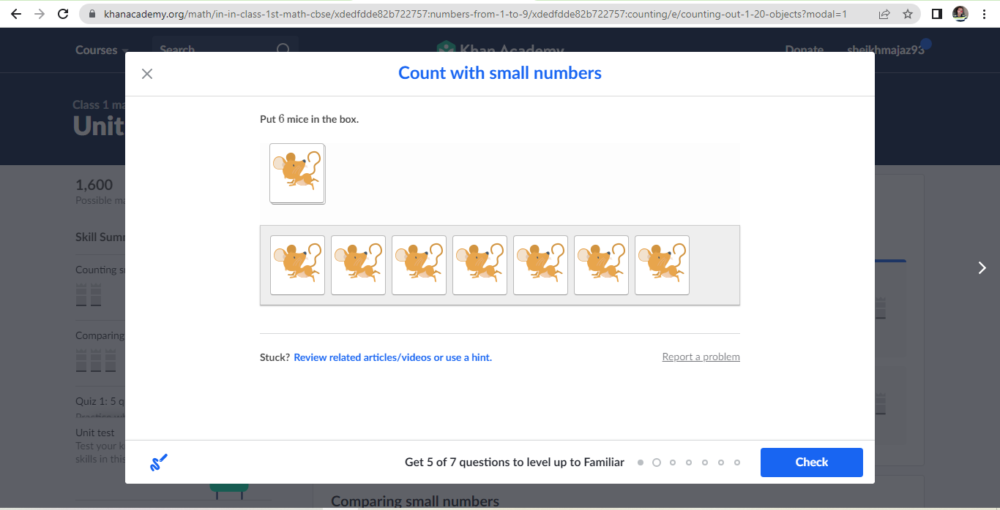 khanacademy.org/math/in-in-class-1st-math-cbse/xdedfdde82b722757:numbers-from-1-to-9/xdedfdde82b722757:counting/e/counting-out-1-20-objects?modal=1
Courses Search Khan Academy Donate sheikhmajaz93
Count with small numbers
Class 1
Unit
Put 6 mice in the box.
1,600
Possible
Skill
Counting
Comparing
Stuck? Review related articles/videos or use a hint. Report a problem
Quiz 1: 5
Unit test
Test your
skills in this
Get 5 of 7 questions to level up to Familiar Check
Comparing small numbers